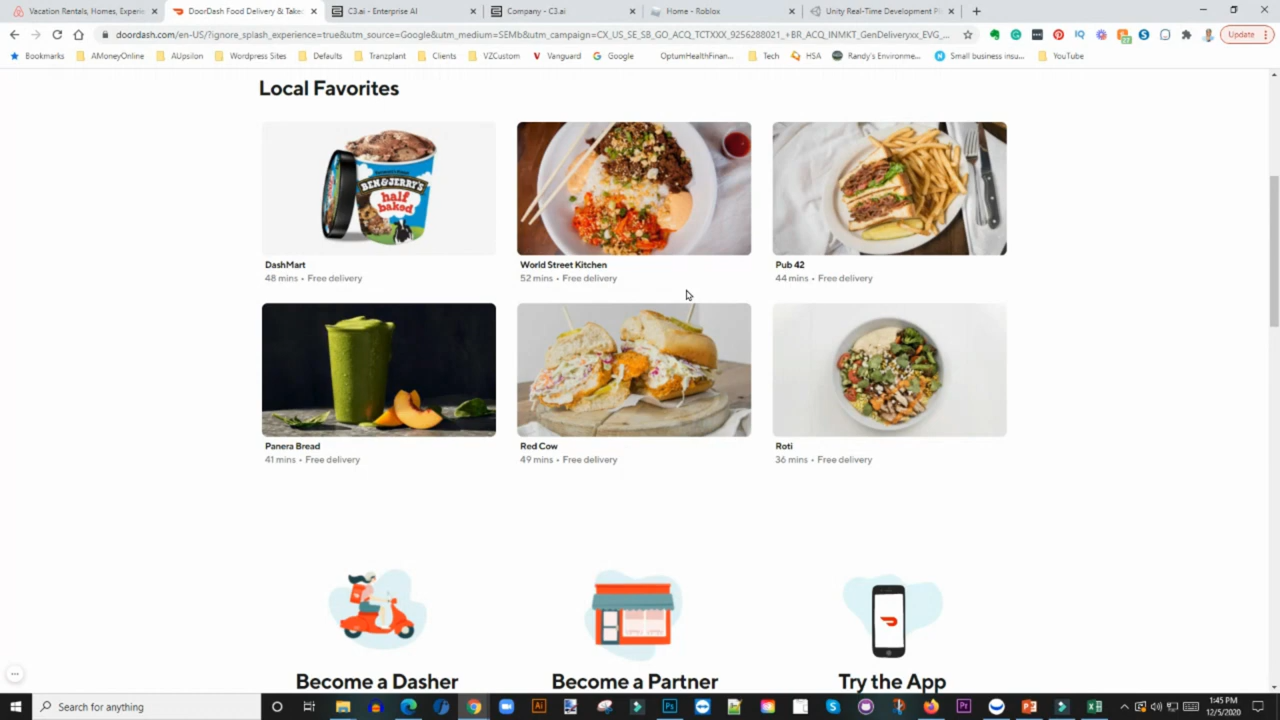 Vacation Rentals, Homes, Experi
DoorDash Food Delivery & Take
C3.ai - Enterprise AI
Company - C3.ai
Home - Roblox
Unity Real-Time Development Pl
doordash.com/en-US/?ignore_splash_experience=true&utm_source=Google&utm_medium=SEMb&utm_campaign=CX_US_SE_SB_GO_ACQ_TCTXXX_9256288021_+BR_ACQ_INMKT_GenDeliveryxx_EVG_...
Update
Bookmarks
AMoneyOnline
AUpsilon
Wordpress Sites
Defaults
Tranzplant
Clients
VZCustom
Vanguard
Google
OptumHealthFinan...
Tech
HSA
Randy's Environme...
Small business insu...
YouTube
Local Favorites
BEN & JERRY'S
half
baked
DashMart
48 mins • Free delivery
World Street Kitchen
52 mins • Free delivery
Pub 42
44 mins • Free delivery
Panera Bread
41 mins • Free delivery
Red Cow
49 mins • Free delivery
Roti
36 mins • Free delivery
Become a Dasher
Become a Partner
Try the App
Search for anything
1:45 PM
12/5/2020